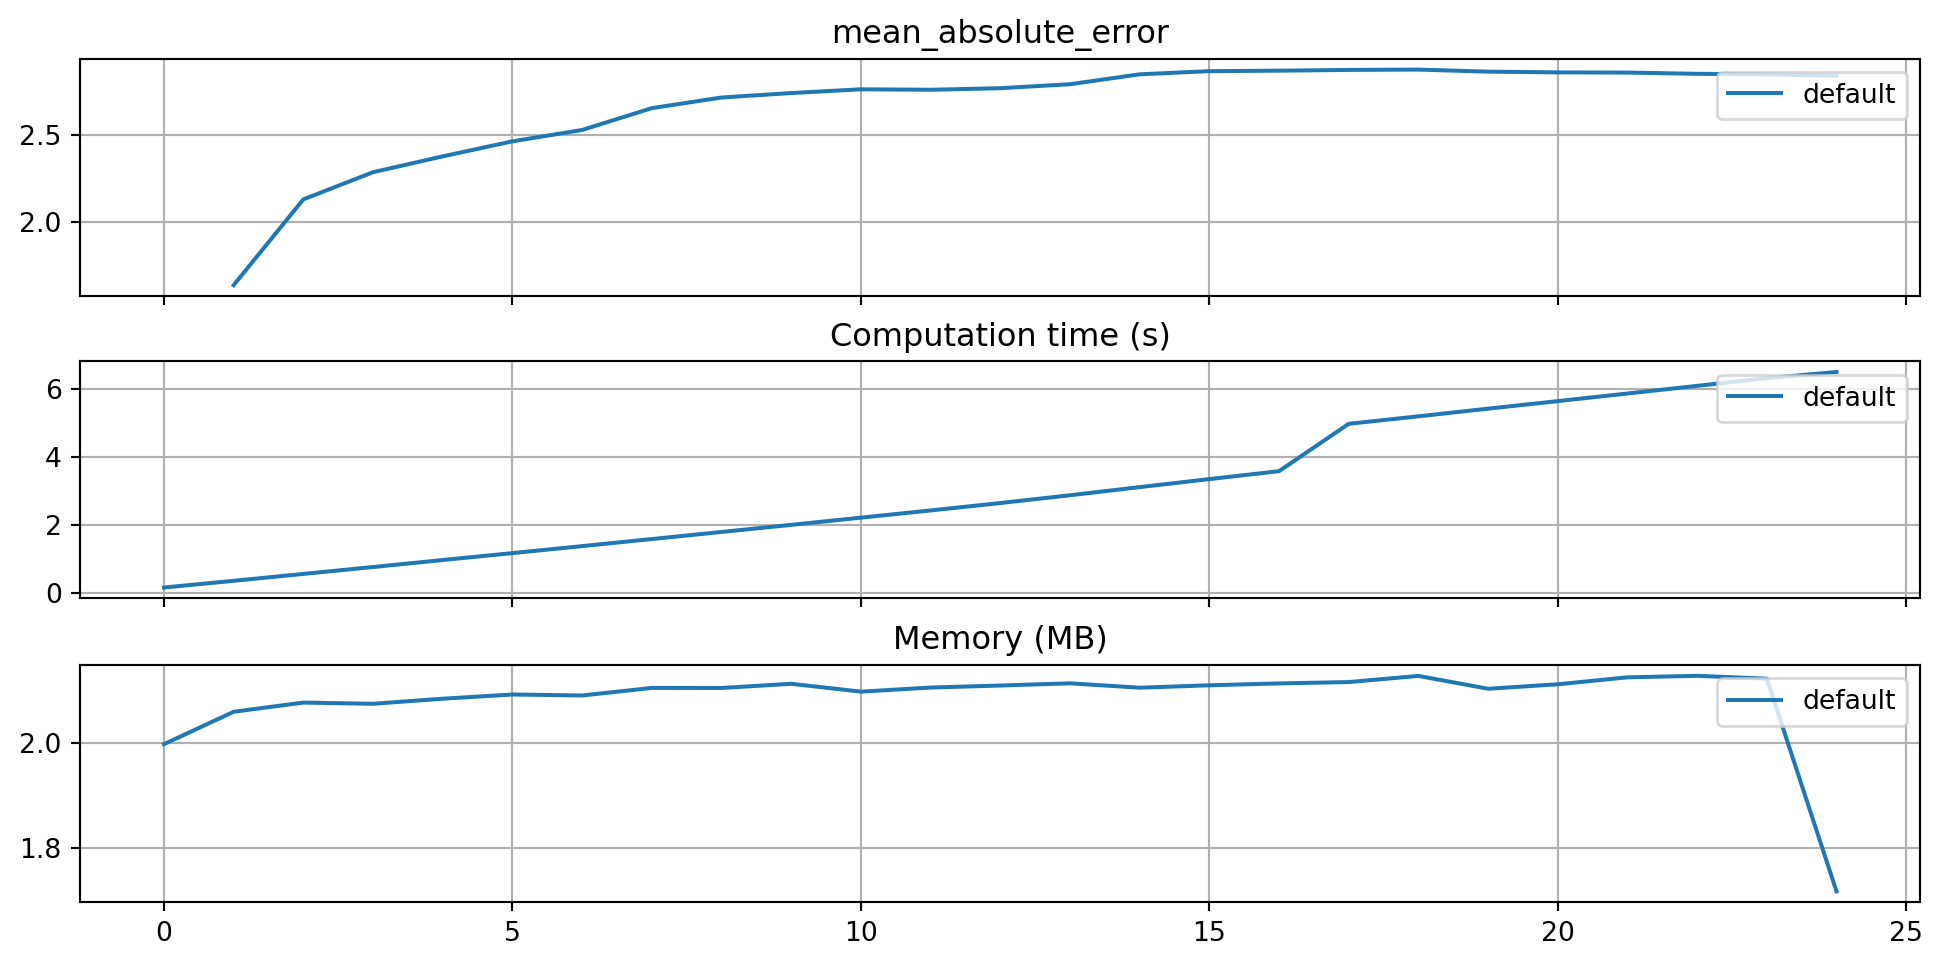 mean_absolute_error
2.5
2.0
default
Computation time (s)
6
4
2
0
default
Memory (MB)
2.0
1.8
default
0 5 10 15 20 25